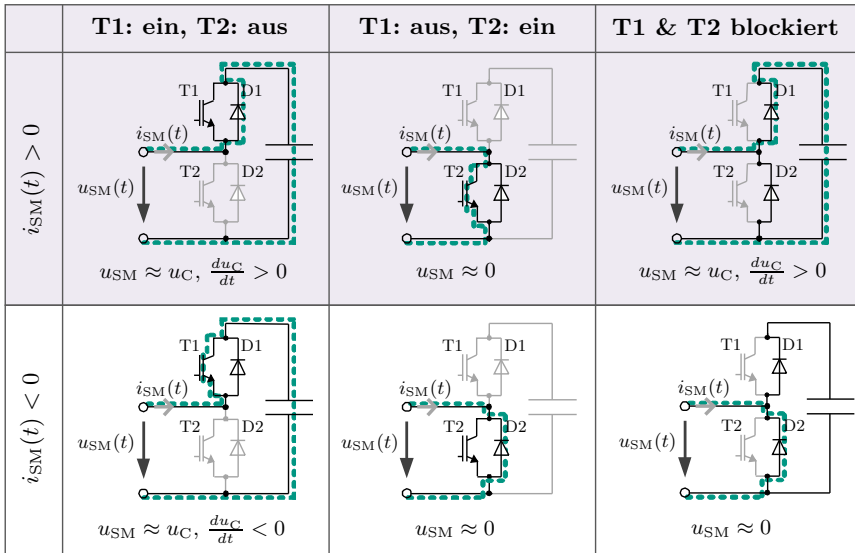 T1: ein, T2: aus
T1: aus, T2: ein
T1 & T2 blockiert
i_SM(t) > 0
T1 D1
i_SM(t)
T2 D2
u_SM(t)
u_SM ≈ u_C, du_C/dt > 0
T1 D1
i_SM(t)
T2 D2
u_SM(t)
u_SM ≈ 0
T1 D1
i_SM(t)
T2 D2
u_SM(t)
u_SM ≈ u_C, du_C/dt > 0
i_SM(t) < 0
T1 D1
i_SM(t)
T2 D2
u_SM(t)
u_SM ≈ u_C, du_C/dt < 0
T1 D1
i_SM(t)
T2 D2
u_SM(t)
u_SM ≈ 0
T1 D1
i_SM(t)
T2 D2
u_SM(t)
u_SM ≈ 0